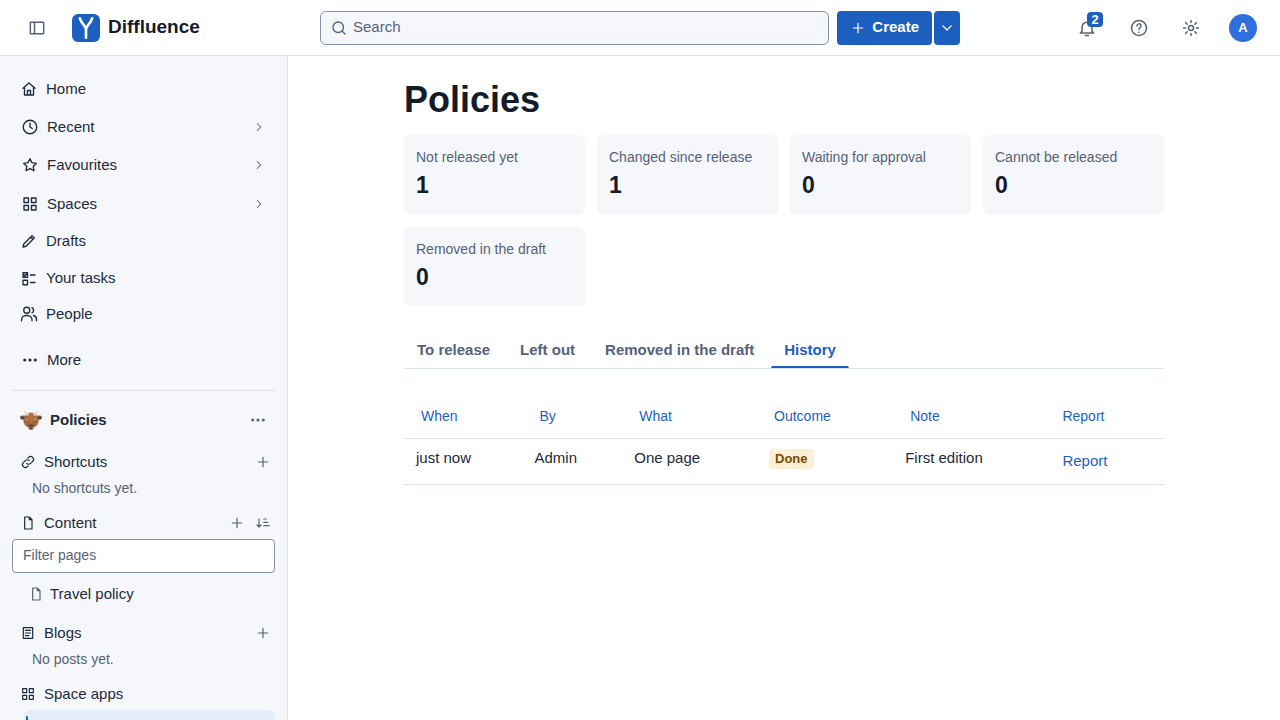 Diffluence
Search
Create
2
A
Home
Recent
Favourites
Spaces
Drafts
Your tasks
People
More
Policies
Shortcuts
No shortcuts yet.
Content
Filter pages
Travel policy
Blogs
No posts yet.
Space apps
Policies
Not released yet
1
Changed since release
1
Waiting for approval
0
Cannot be released
0
Removed in the draft
0
To release Left out Removed in the draft History
When By What Outcome Note Report
just now Admin One page Done First edition Report